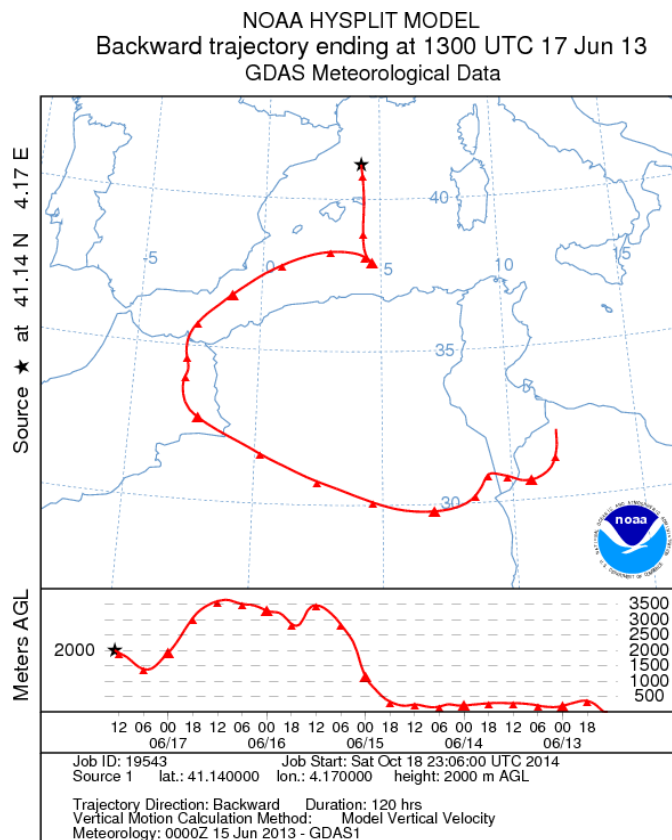 NOAA HYSPLIT MODEL
Backward trajectory ending at 1300 UTC 17 Jun 13
GDAS Meteorological Data
Source ★ at 41.14 N 4.17 E
40
-5
0
5
10
15
35
30
noaa
Meters AGL
2000
3500
3000
2500
2000
1500
1000
500
12 06 00 18 12 06 00 18 12 06 00 18 12 06 00 18 12 06 00 18
06/17 06/16 06/15 06/14 06/13
Job ID: 19543 Job Start: Sat Oct 18 23:06:00 UTC 2014
Source 1 lat.: 41.140000 lon.: 4.170000 height: 2000 m AGL
Trajectory Direction: Backward Duration: 120 hrs
Vertical Motion Calculation Method: Model Vertical Velocity
Meteorology: 0000Z 15 Jun 2013 - GDAS1